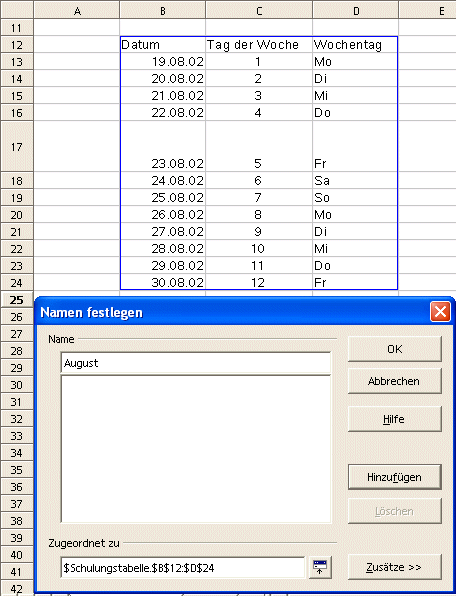 A B C D E
11
12 Datum Tag der Woche Wochentag
13 19.08.02 1 Mo
14 20.08.02 2 Di
15 21.08.02 3 Mi
16 22.08.02 4 Do
17 23.08.02 5 Fr
18 24.08.02 6 Sa
19 25.08.02 7 So
20 26.08.02 8 Mo
21 27.08.02 9 Di
22 28.08.02 10 Mi
23 29.08.02 11 Do
24 30.08.02 12 Fr
25
26
27
28
29
30
31
32
33
34
35
36
37
38
39
40
41
42
Namen festlegen
Name
August
OK
Abbrechen
Hilfe
Hinzufügen
Löschen
Zugeordnet zu
$Schulungstabelle.$B$12:$D$24
Zusätze >>